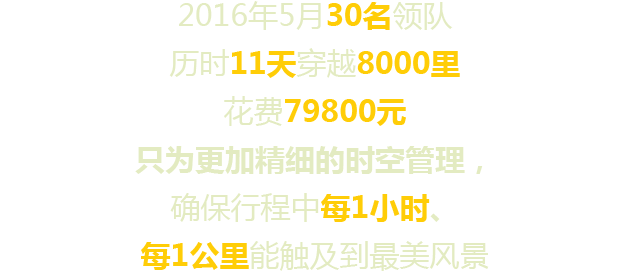 2016年5月30名领队
历时11天穿越8000里
花费79800元
只为更加精细的时空管理，
确保行程中每1小时、
每1公里能触及到最美风景